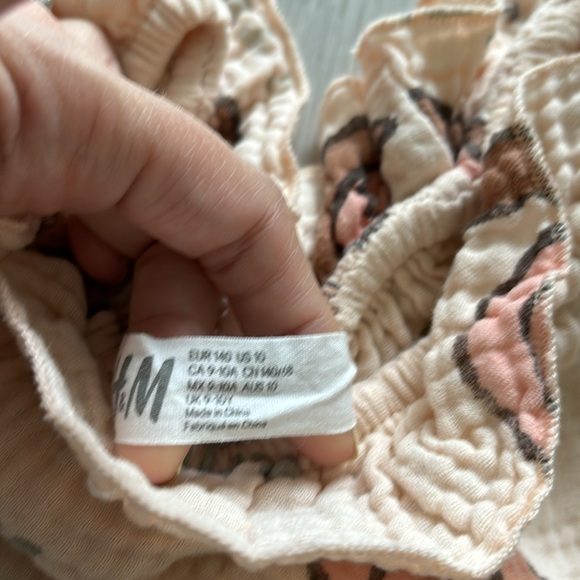 H&M
EUR 140 US 10
CA 9-10A CN 140/68
MX 9-10A AUS 10
UK 9-10Y
Made in China
Fabriqué en Chine